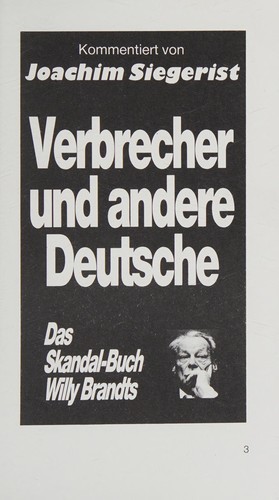 Kommentiert von
Joachim Siegerist
Verbrecher
und andere
Deutsche
Das
Skandal-Buch
Willy Brandts
3